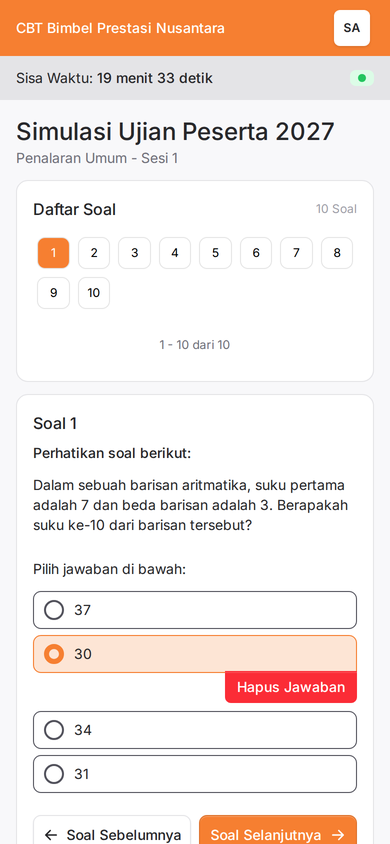 CBT Bimbel Prestasi Nusantara
SA
Sisa Waktu: 19 menit 33 detik
Simulasi Ujian Peserta 2027
Penalaran Umum - Sesi 1
Daftar Soal
10 Soal
1 2 3 4 5 6 7 8
9 10
1 - 10 dari 10
Soal 1
Perhatikan soal berikut:
Dalam sebuah barisan aritmatika, suku pertama
adalah 7 dan beda barisan adalah 3. Berapakah
suku ke-10 dari barisan tersebut?
Pilih jawaban di bawah:
37
30
Hapus Jawaban
34
31
← Soal Sebelumnya
Soal Selanjutnya →